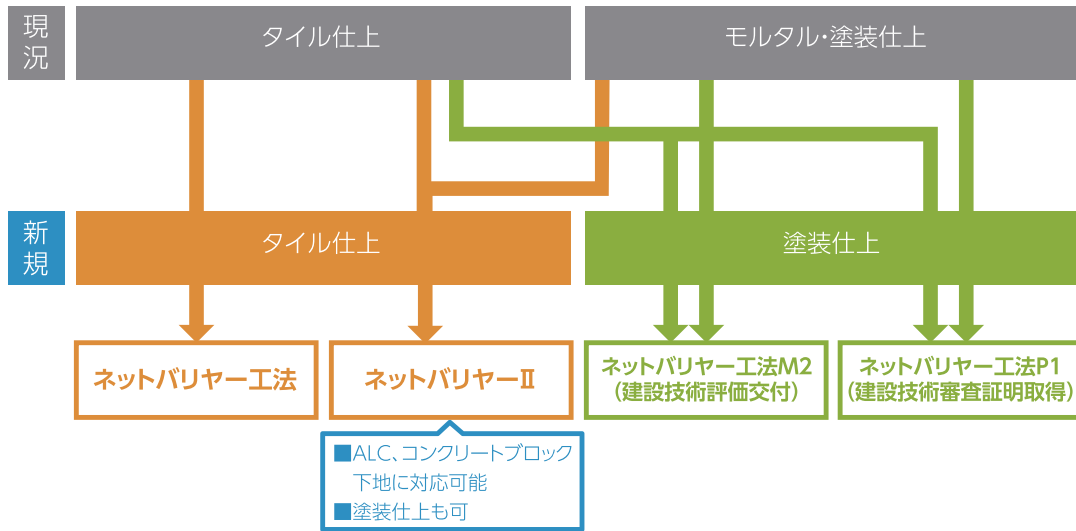 現況
タイル仕上
モルタル・塗装仕上
新規
タイル仕上
塗装仕上
ネットバリヤー工法
ネットバリヤーⅡ
ネットバリヤー工法M2
(建設技術評価交付)
ネットバリヤー工法P1
(建設技術審査証明取得)
■ALC、コンクリートブロック
下地に対応可能
■塗装仕上も可